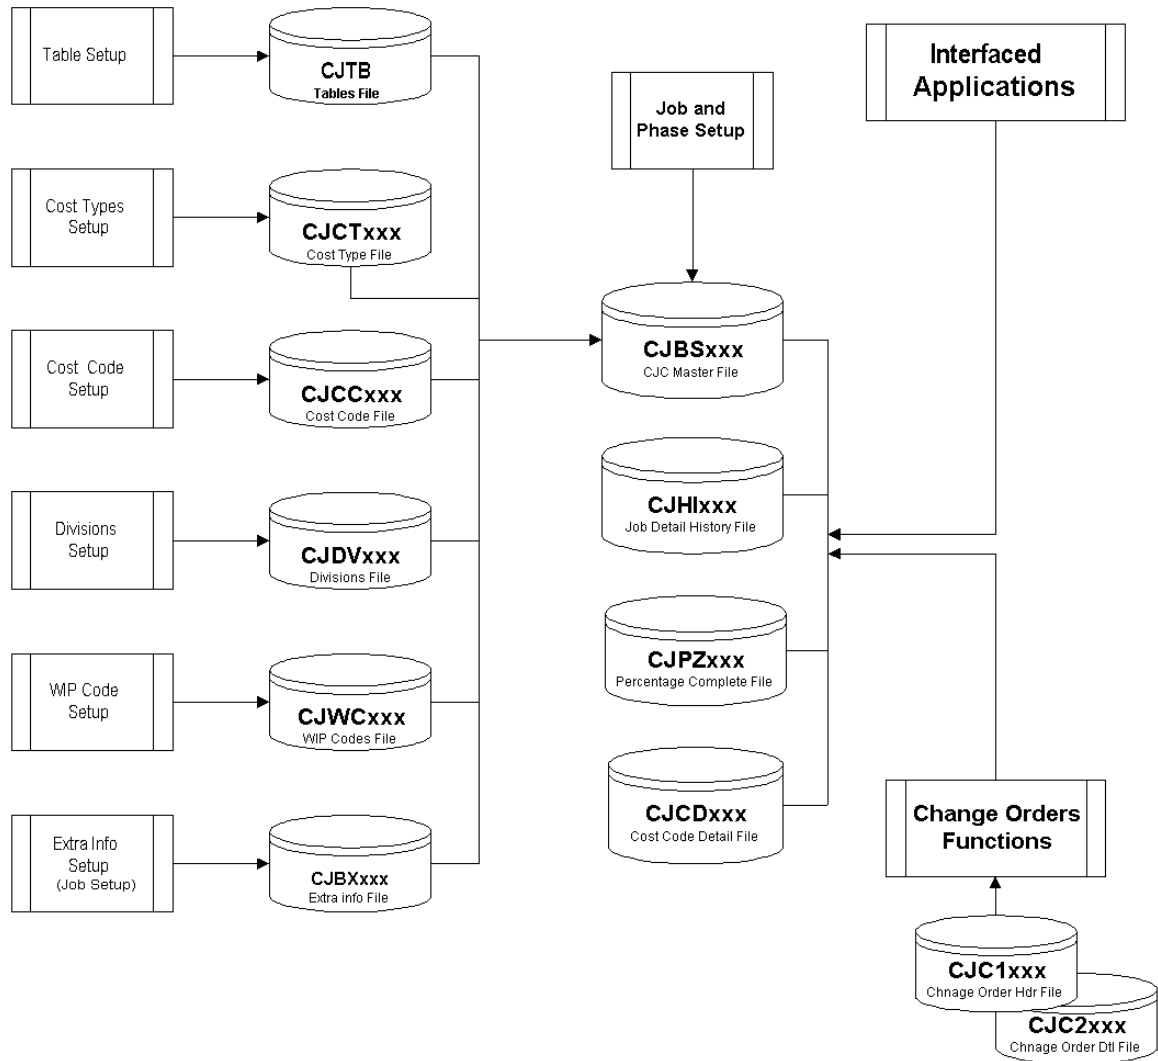 Table Setup
CJTB
Tables File
Interfaced
Applications
Job and
Phase Setup
Cost Types
Setup
CJCTxxx
Cost Type File
Cost Code
Setup
CJCCxxx
Cost Code File
CJBSxxx
CJC Master File
Divisions
Setup
CJDVxxx
Divisions File
CJHIxxx
Job Detail History File
WIP Code
Setup
CJWCxxx
WIP Codes File
CJPZxxx
Percentage Complete File
Extra Info
Setup
(Job Setup)
CJBXxxx
Extra info File
CJCDxxx
Cost Code Detail File
Change Orders
Functions
CJC1xxx
Chnage Order Hdr File
CJC2xxx
Chnage Order Dtl File